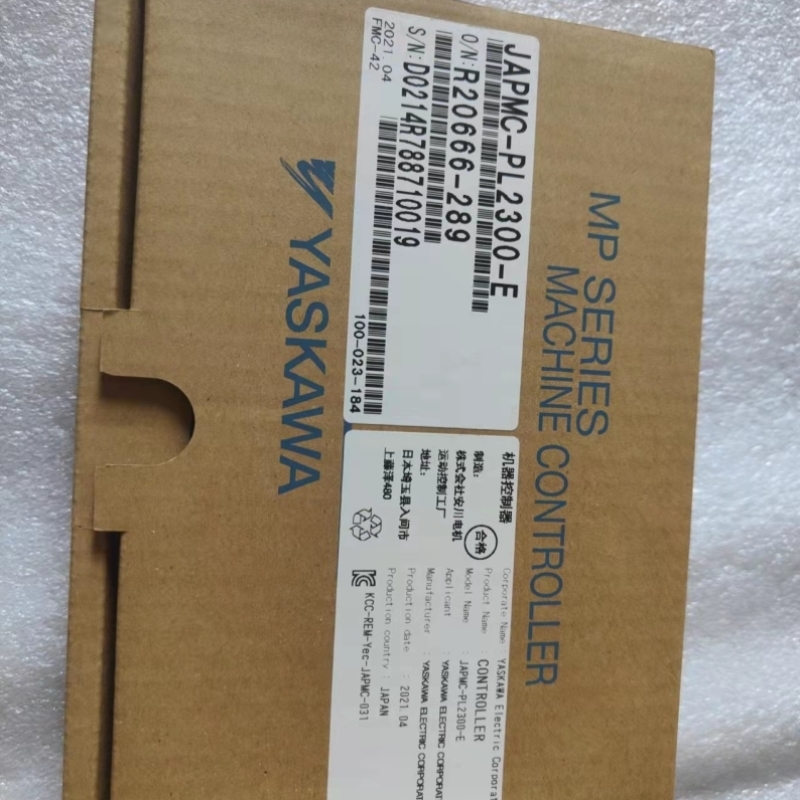 MP SERIES
MACHINE CONTROLLER
JAPMC-PL2300-E
O/N:R20666-289
S/N:D0214R788710019
2021.04
FMC-42
100-023-184
YASKAWA
机器控制器
制造:
株式会社安川电机
运动控制工厂
地址:
日本埼玉县入间市
上藤泽480
合格
Corporate Name : YASKAWA Electric Corporat
Product Name : CONTROLLER
Model Name : JAPMC-PL2300-E
Applicant : YASKAWA ELECTRIC CORPORAT
Manufacturer : YASKAWA ELECTRIC CORPORAT
Production date : 2021.04
Production country : JAPAN
KCC-REM-Yec-JAPMC-031